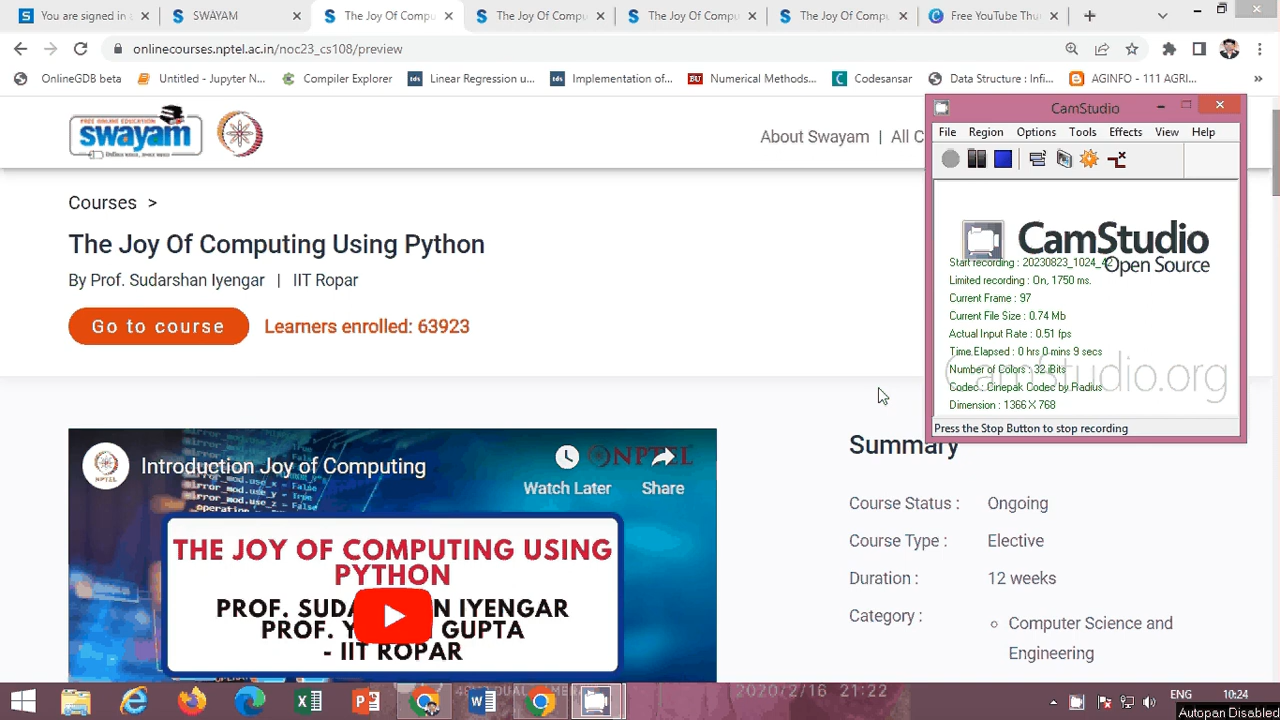 You are signed in a
SWAYAM
The Joy Of Compu
The Joy Of Compu
The Joy Of Compu
The Joy Of Compu
Free YouTube Thu
onlinecourses.nptel.ac.in/noc23_cs108/preview
OnlineGDB beta
Untitled - Jupyter N...
Compiler Explorer
Linear Regression u...
Implementation of...
Numerical Methods...
Codesansar
Data Structure : Infi...
AGINFO - 111 AGRI...
»
FREE ONLINE EDUCATION
swayam
About Swayam | All C
Courses >
The Joy Of Computing Using Python
By Prof. Sudarshan Iyengar | IIT Ropar
Go to course
Learners enrolled: 63923
CamStudio
File Region Options Tools Effects View Help
CamStudio
Open Source
Start recording : 20230823_1024_42
Limited recording : On, 1750 ms.
Current Frame : 97
Current File Size : 0.74 Mb
Actual Input Rate : 0.51 fps
Time Elapsed : 0 hrs 0 mins 9 secs
Number of Colors : 32 Bits
CamStudio.org
Codec : Cinepak Codec by Radius
Dimension : 1366 X 768
Press the Stop Button to stop recording
Introduction Joy of Computing
NPTEL
Watch Later
Share
THE JOY OF COMPUTING USING
PYTHON
PROF. IYENGAR
PROF. GUPTA
- IIT ROPAR
Summary
Course Status : Ongoing
Course Type : Elective
Duration : 12 weeks
Category :
Computer Science and
Engineering
2020/2/16 21:22
ENG
10:24
Autopan Disabled